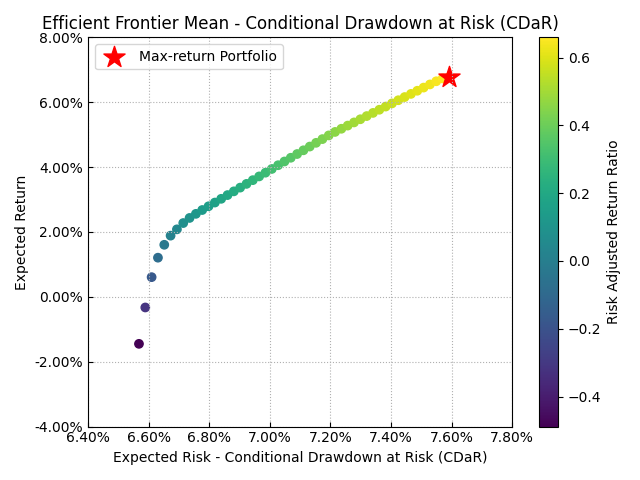 Efficient Frontier Mean - Conditional Drawdown at Risk (CDaR)
8.00%
6.00%
4.00%
2.00%
0.00%
-2.00%
-4.00%
Expected Return
Max-return Portfolio
6.40% 6.60% 6.80% 7.00% 7.20% 7.40% 7.60% 7.80%
Expected Risk - Conditional Drawdown at Risk (CDaR)
0.6
0.4
0.2
0.0
−0.2
−0.4
Risk Adjusted Return Ratio